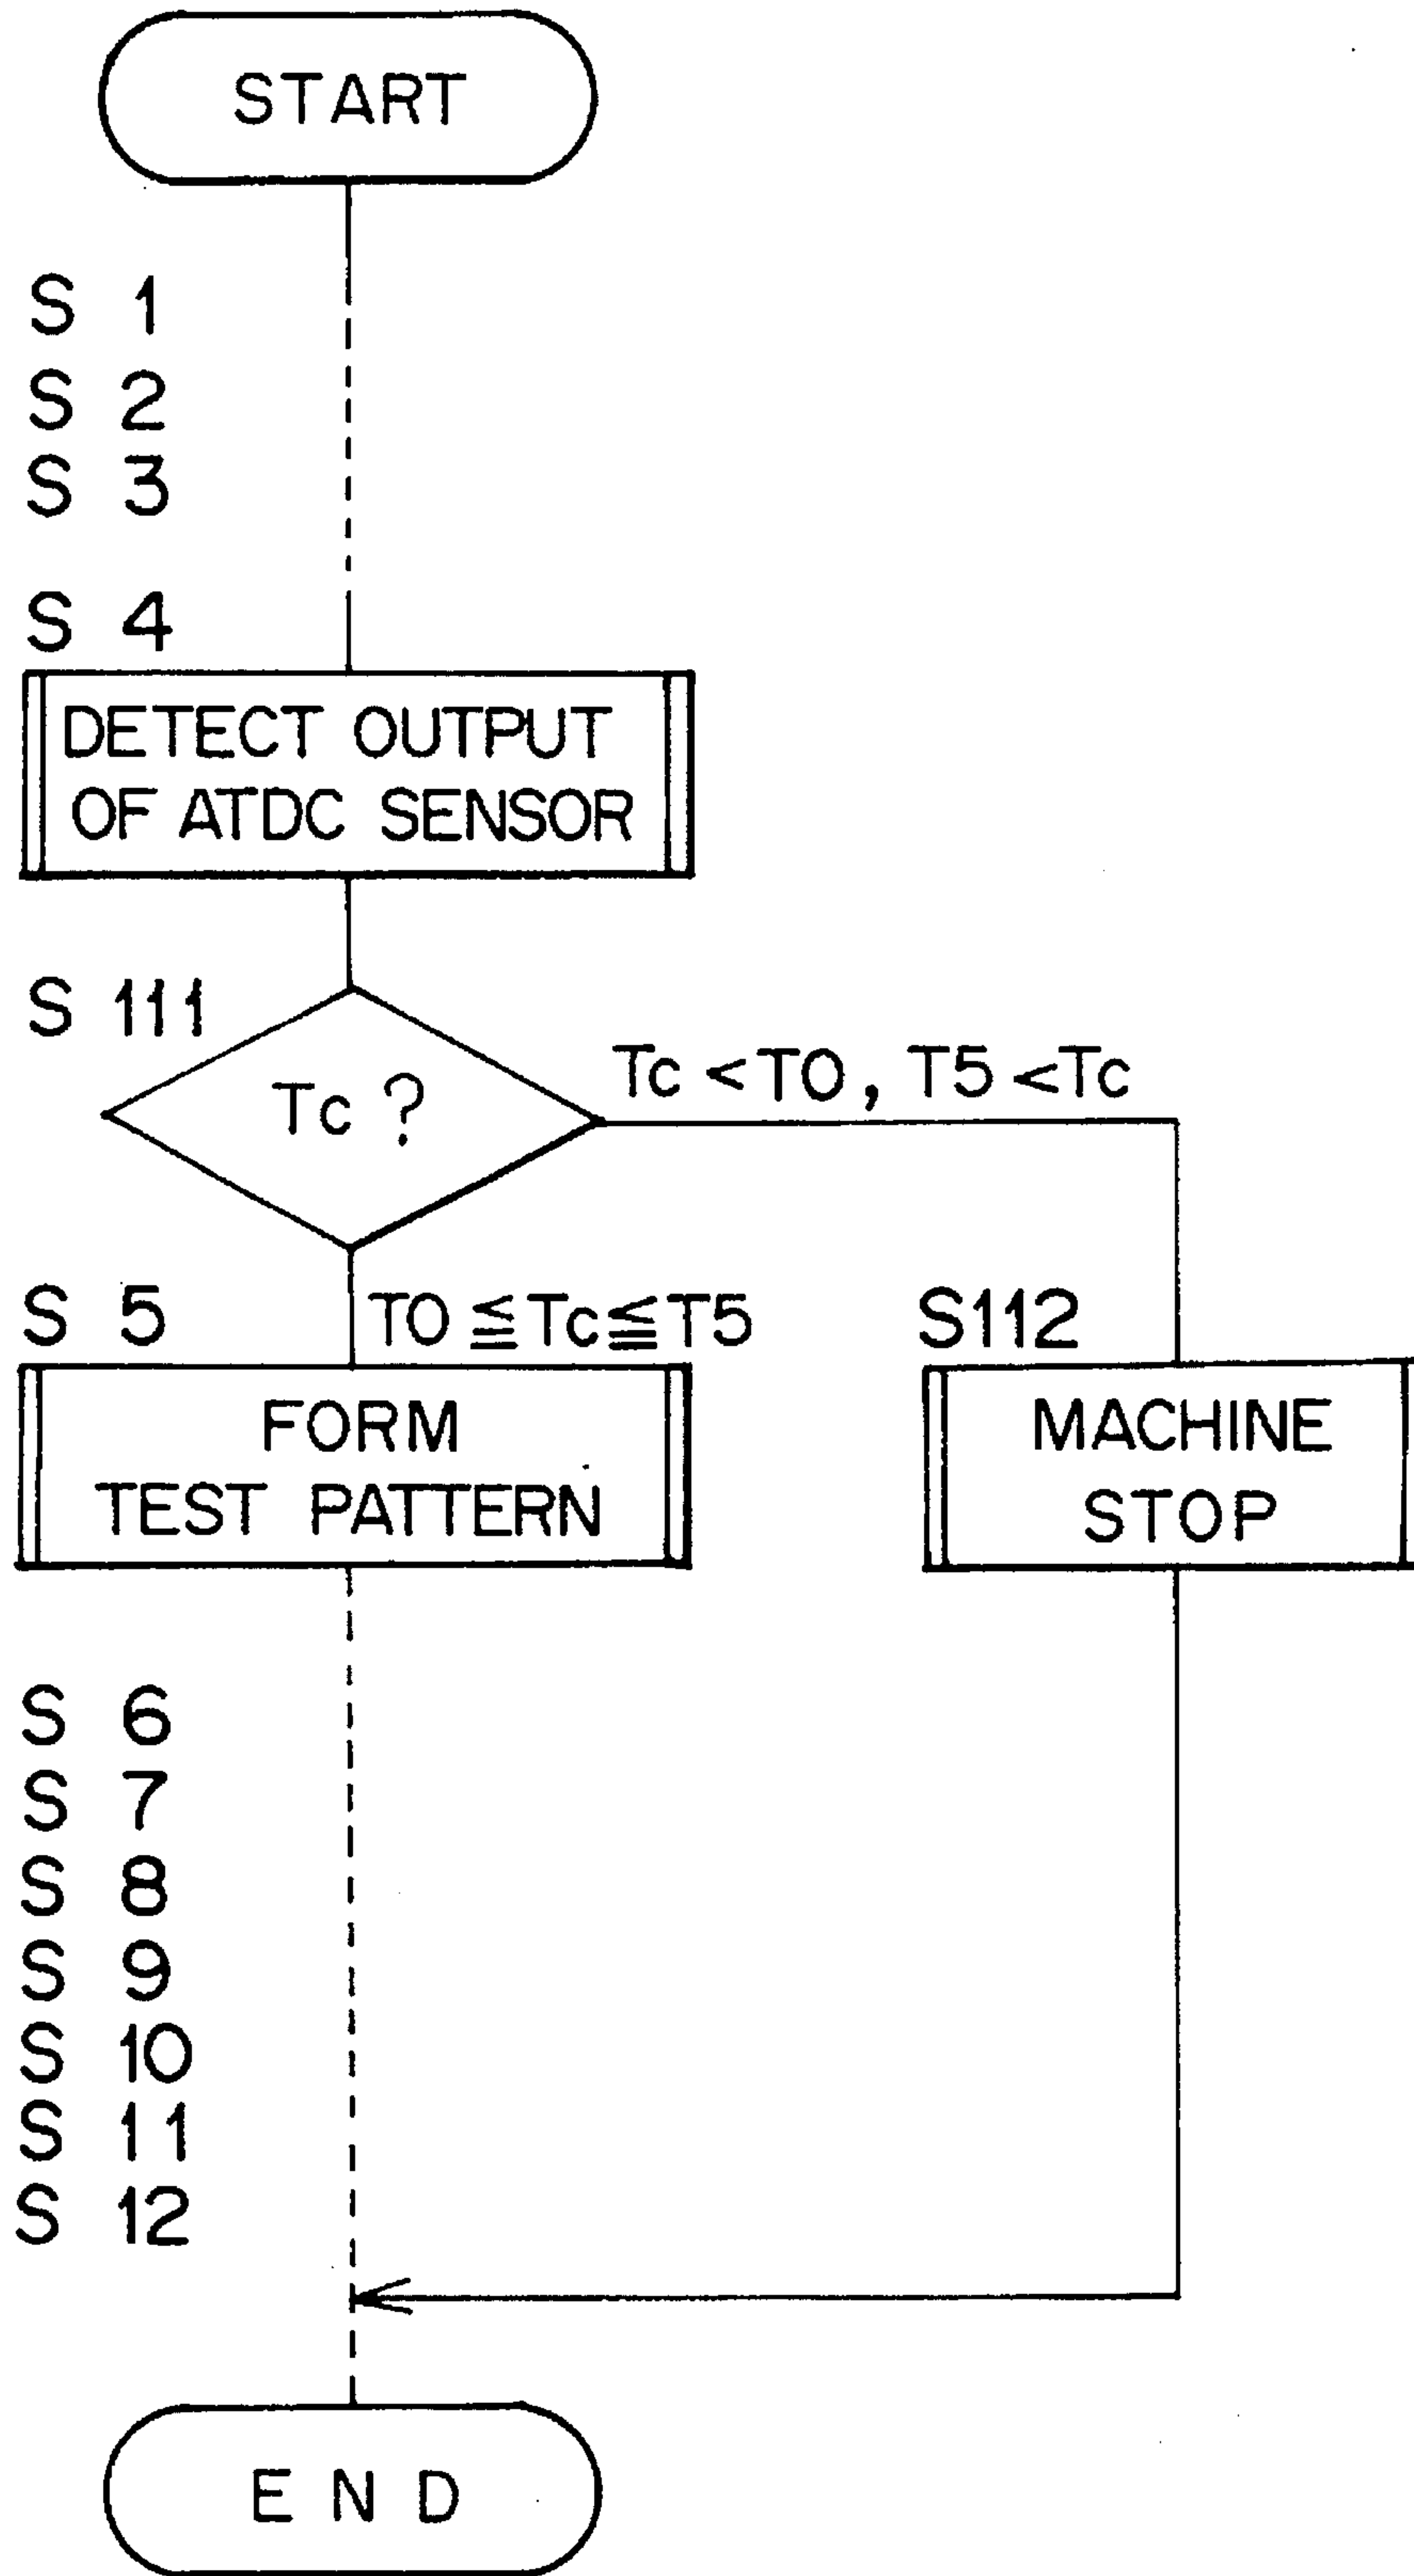 START
S 1
S 2
S 3
S 4
DETECT OUTPUT
OF ATDC SENSOR
S 111
Tc ?
Tc < T0, T5 < Tc
S 5
T0 ≦ Tc ≦ T5
S112
FORM
TEST PATTERN
MACHINE
STOP
S 6
S 7
S 8
S 9
S 10
S 11
S 12
END